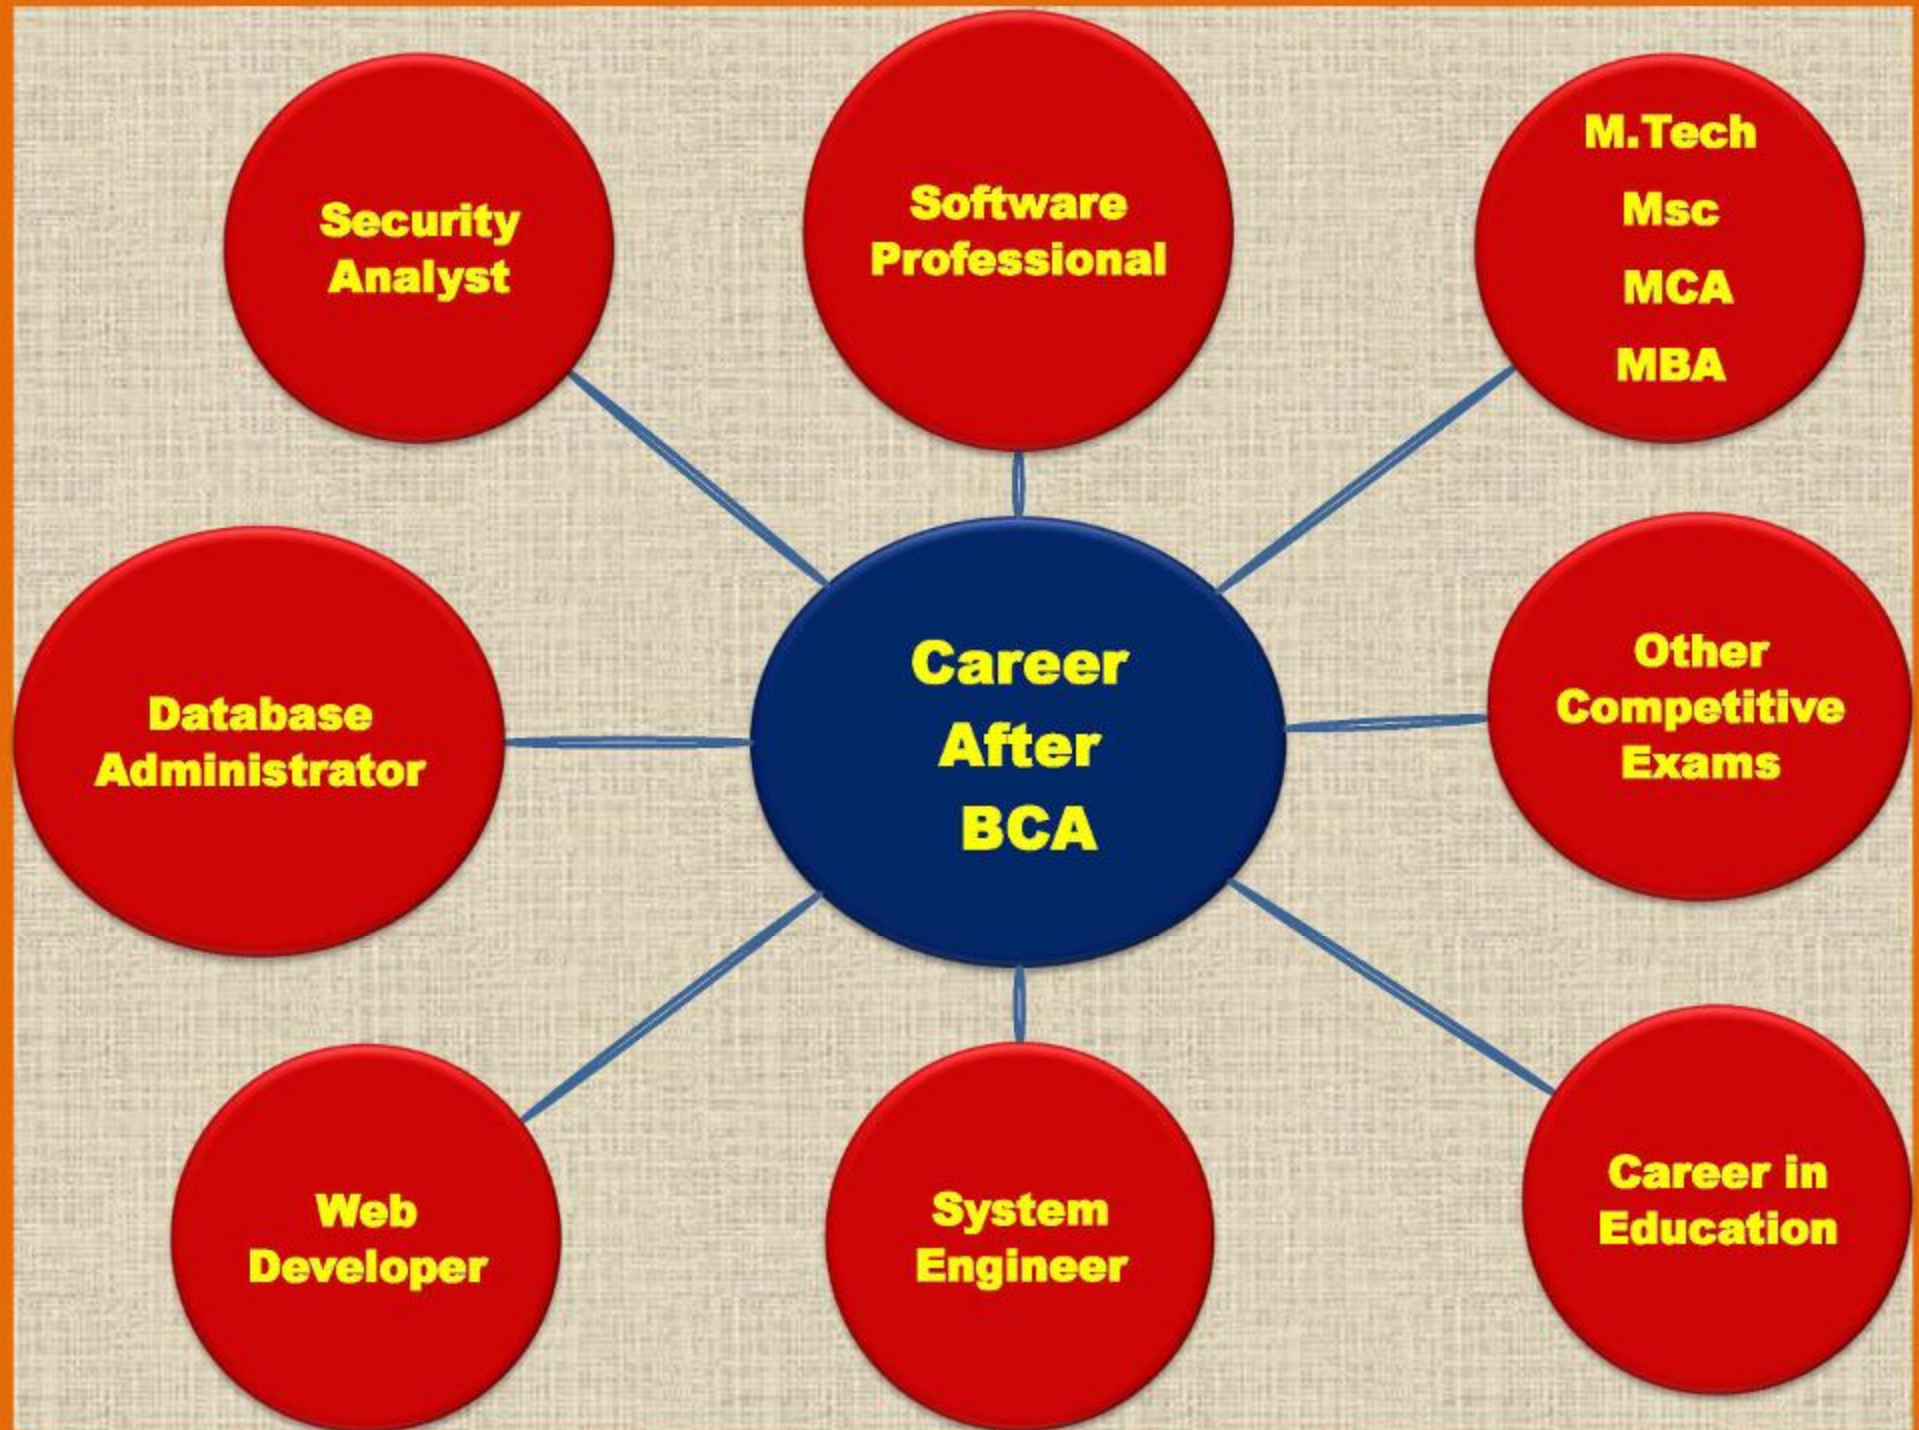 Security
Analyst
Software
Professional
M.Tech
Msc
MCA
MBA
Database
Administrator
Career
After
BCA
Other
Competitive
Exams
Web
Developer
System
Engineer
Career in
Education